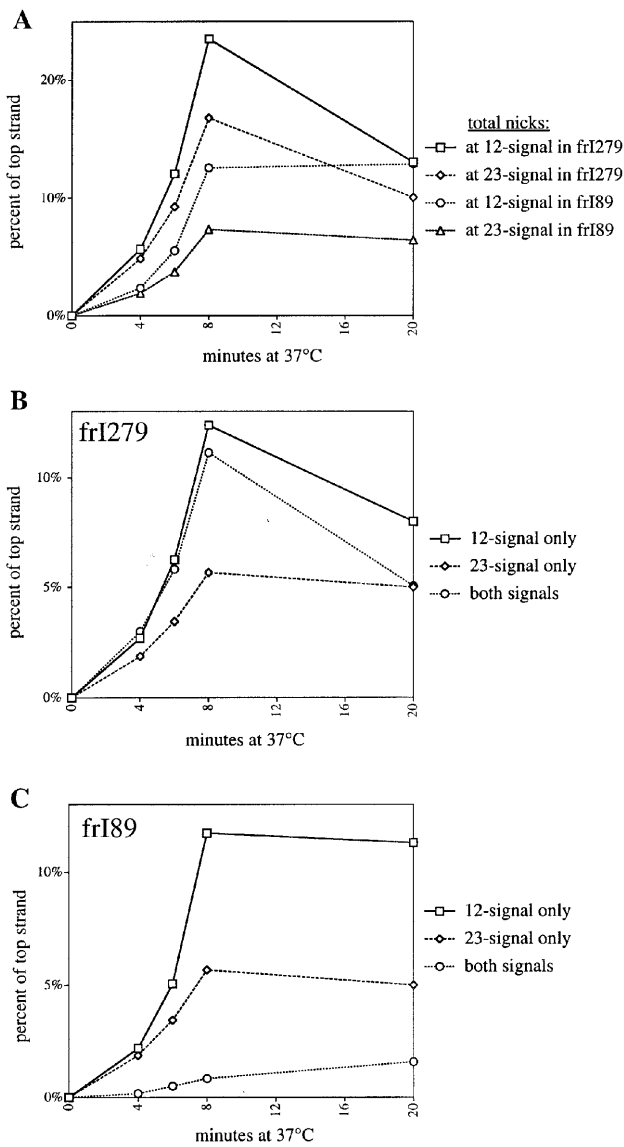 A
percent of top strand
20%
10%
0%
0
4
8
12
16
20
minutes at 37°C
total nicks:
at 12-signal in frI279
at 23-signal in frI279
at 12-signal in frI89
at 23-signal in frI89
B
frI279
percent of top strand
10%
5%
0%
0
4
8
12
16
20
minutes at 37°C
12-signal only
23-signal only
both signals
C
frI89
percent of top strand
10%
5%
0%
0
4
8
12
16
20
minutes at 37°C
12-signal only
23-signal only
both signals